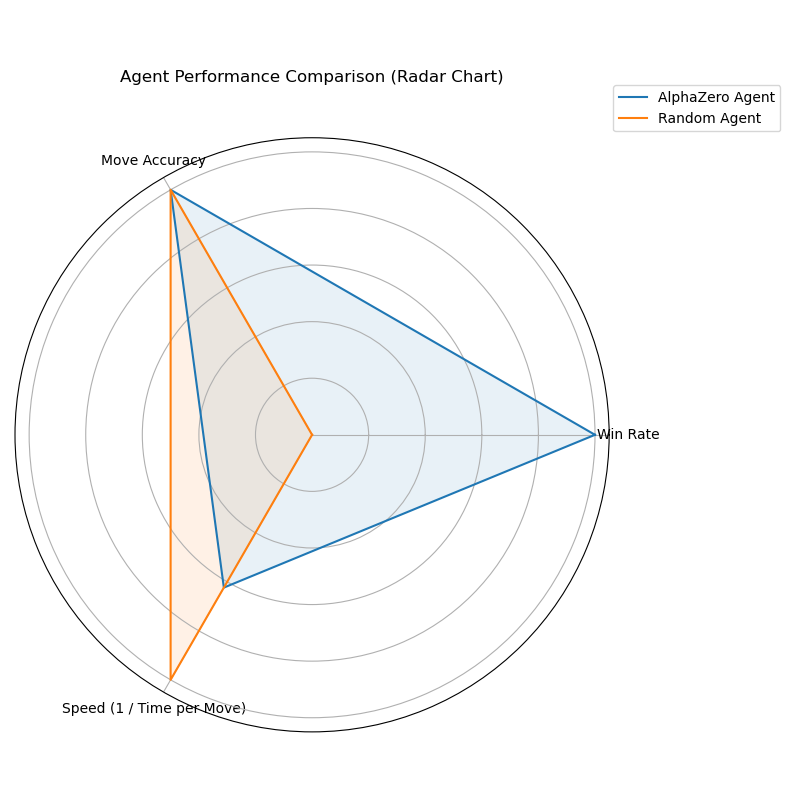 Agent Performance Comparison (Radar Chart)
AlphaZero Agent
Random Agent
Move Accuracy
Win Rate
Speed (1 / Time per Move)